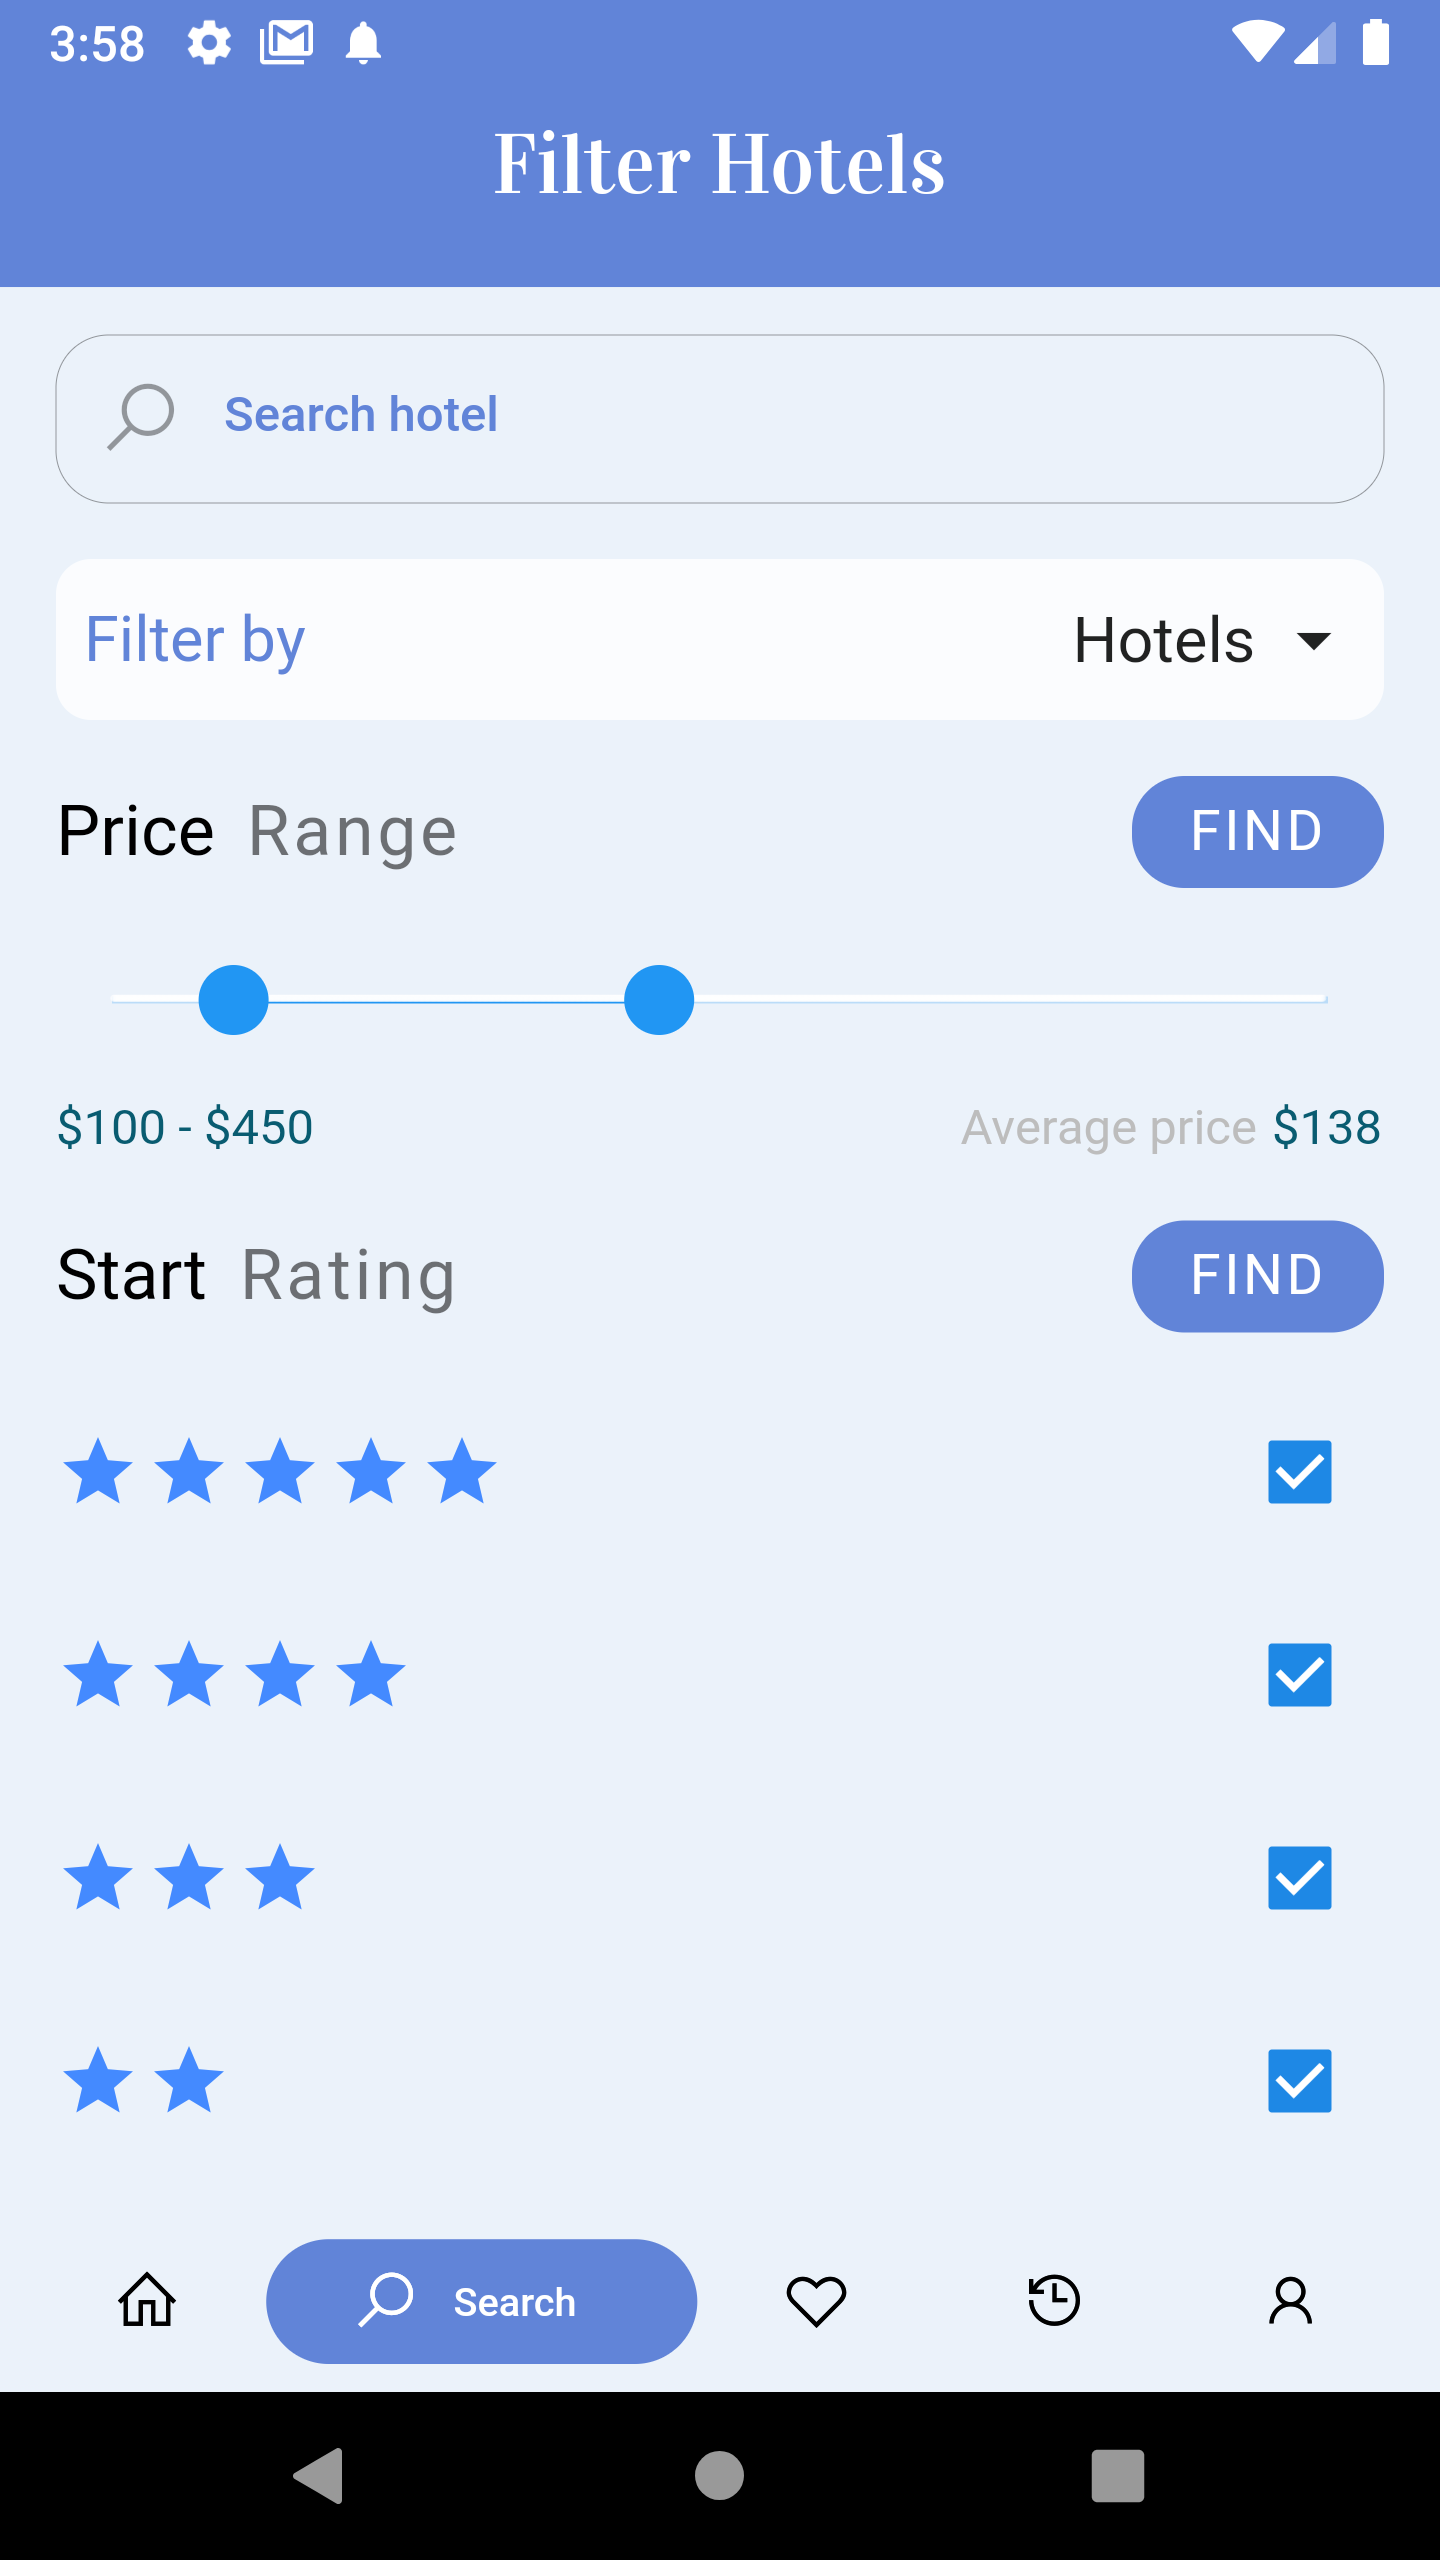 3:58
Filter Hotels
Search hotel
Filter by Hotels
Price Range FIND
$100 - $450 Average price $138
Start Rating FIND
Search